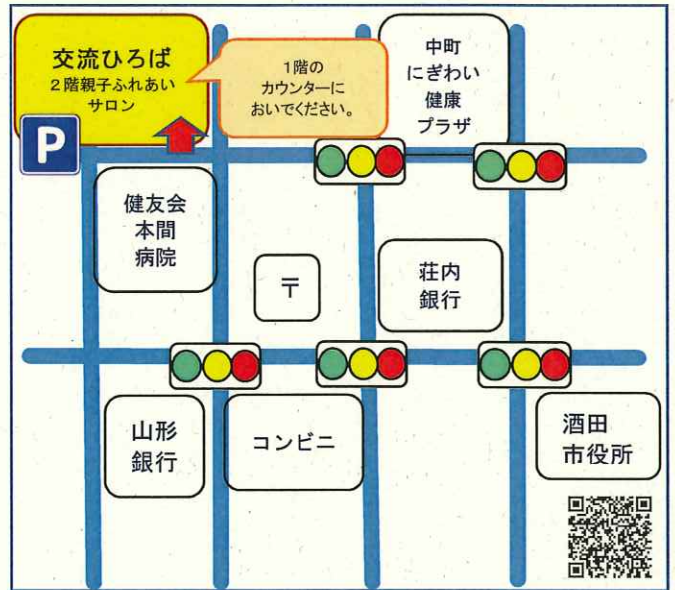 交流ひろば
２階親子ふれあい
サロン
１階の
カウンターに
おいでください。
中町
にぎわい
健康
プラザ
P
健友会
本間
病院
〒
荘内
銀行
山形
銀行
コンビニ
酒田
市役所